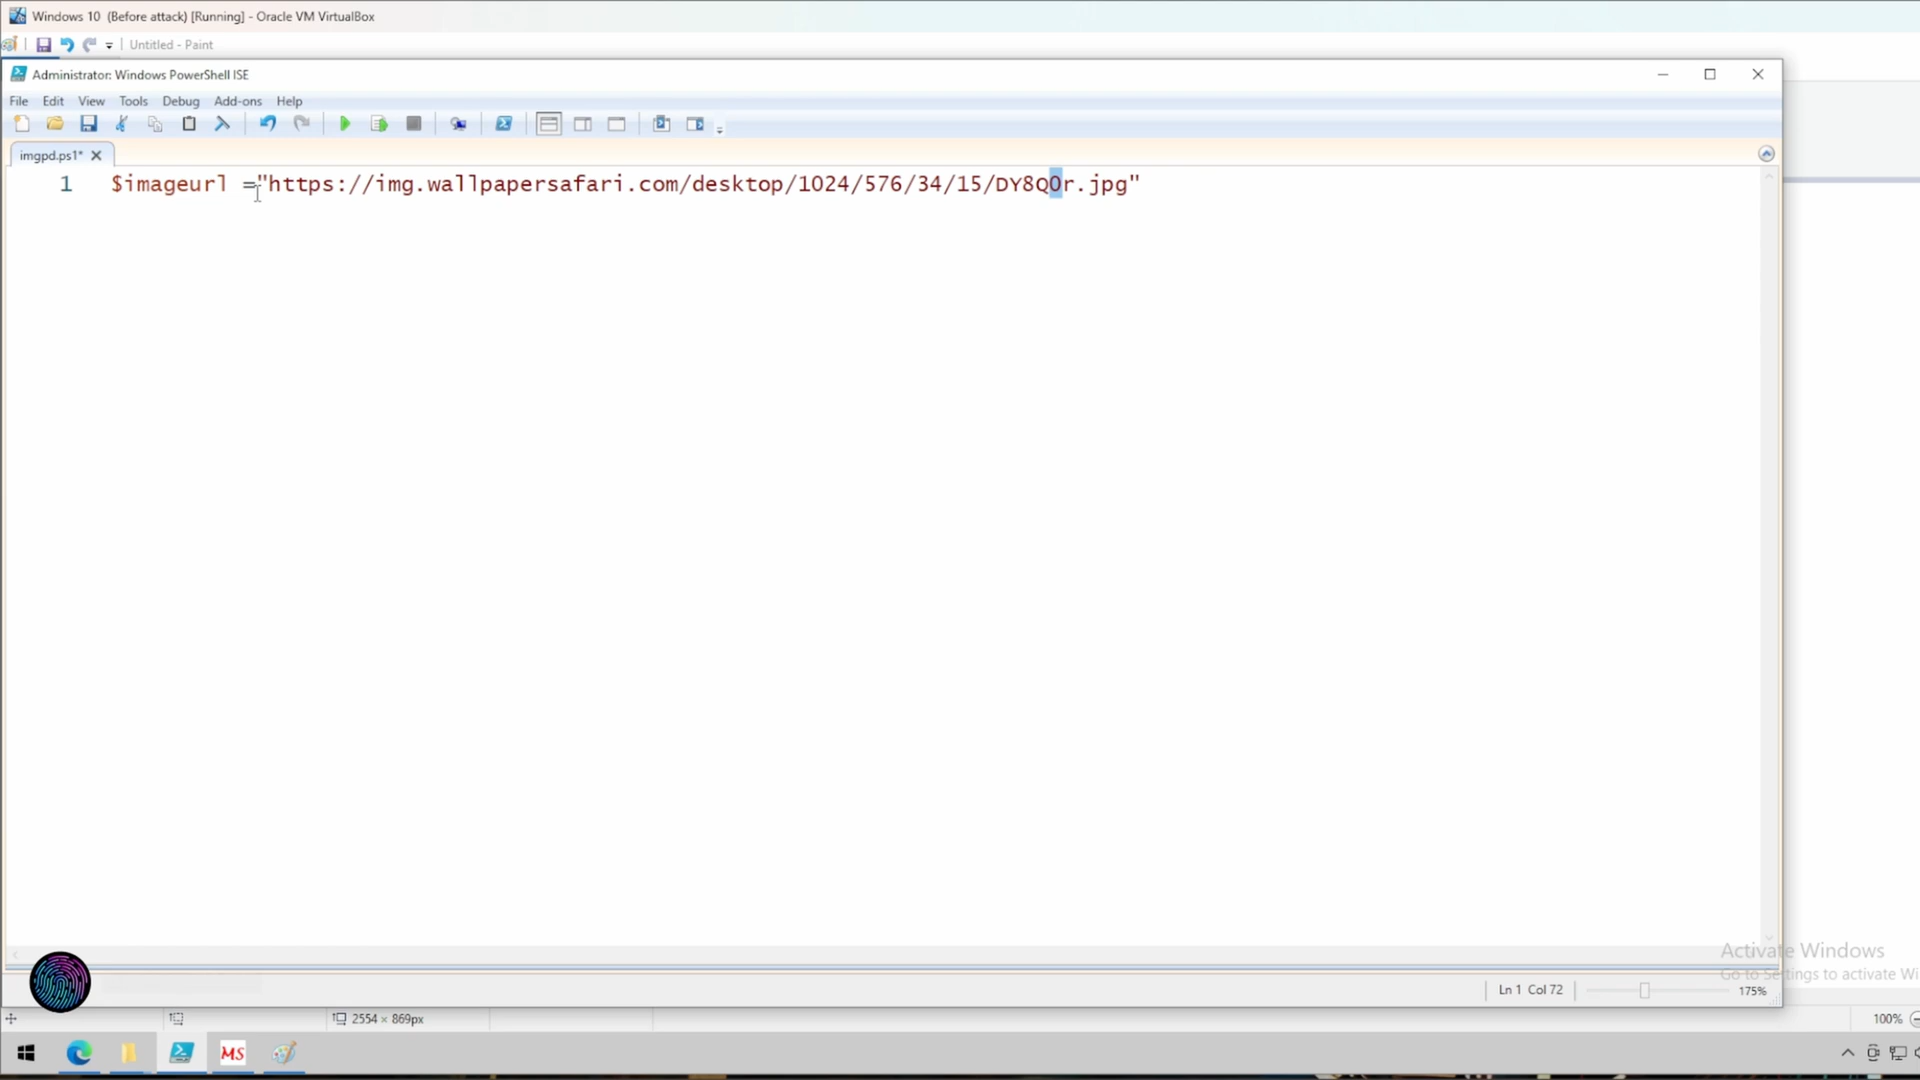 Windows 10 (Before attack) [Running] - Oracle VM VirtualBox
Untitled - Paint
Administrator: Windows PowerShell ISE
File Edit View Tools Debug Add-ons Help
imgpd.ps1*
1 $imageurl ="https://img.wallpapersafari.com/desktop/1024/576/34/15/DY8Q0r.jpg"
Activate Windows
Go to Settings to activate Wi
Ln 1 Col 72
175%
2554 × 869px
100%
MS